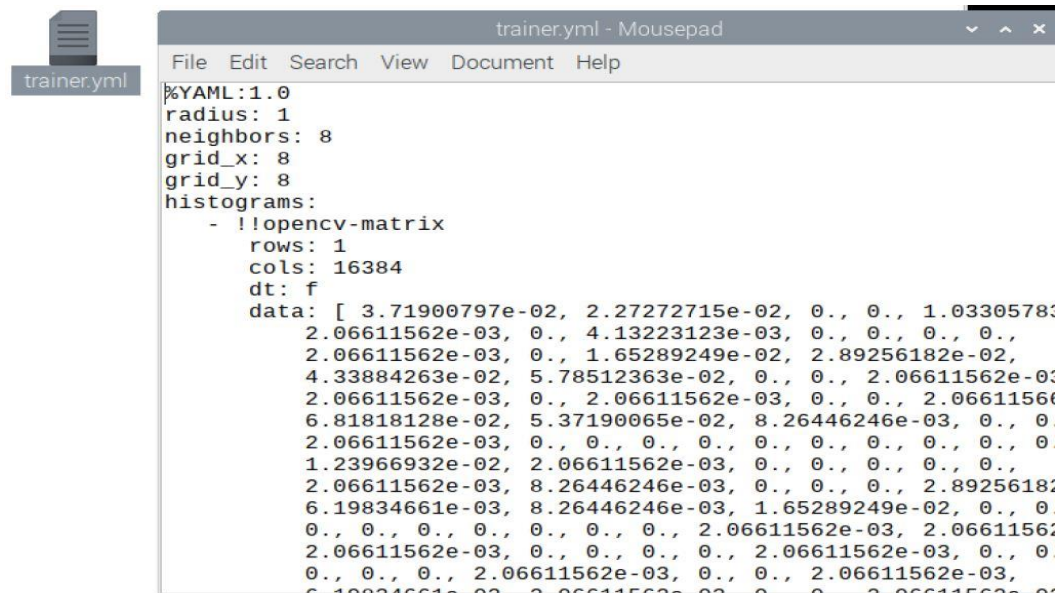 trainer.yml
trainer.yml - Mousepad
File Edit Search View Document Help
%YAML:1.0
radius: 1
neighbors: 8
grid_x: 8
grid_y: 8
histograms:
- !!opencv-matrix
rows: 1
cols: 16384
dt: f
data: [ 3.71900797e-02, 2.27272715e-02, 0., 0., 1.0330578
2.06611562e-03, 0., 4.13223123e-03, 0., 0., 0., 0.,
2.06611562e-03, 0., 1.65289249e-02, 2.89256182e-02,
4.33884263e-02, 5.78512363e-02, 0., 0., 2.06611562e-03
2.06611562e-03, 0., 2.06611562e-03, 0., 0., 2.0661156
6.81818128e-02, 5.37190065e-02, 8.26446246e-03, 0., 0.
2.06611562e-03, 0., 0., 0., 0., 0., 0., 0., 0., 0., 0.
1.23966932e-02, 2.06611562e-03, 0., 0., 0., 0., 0.,
2.06611562e-03, 8.26446246e-03, 0., 0., 0., 2.8925618
6.19834661e-03, 8.26446246e-03, 1.65289249e-02, 0., 0.
0., 0., 0., 0., 0., 0., 0., 2.06611562e-03, 2.0661156
2.06611562e-03, 0., 0., 0., 0., 2.06611562e-03, 0., 0.
0., 0., 0., 2.06611562e-03, 0., 0., 2.06611562e-03,